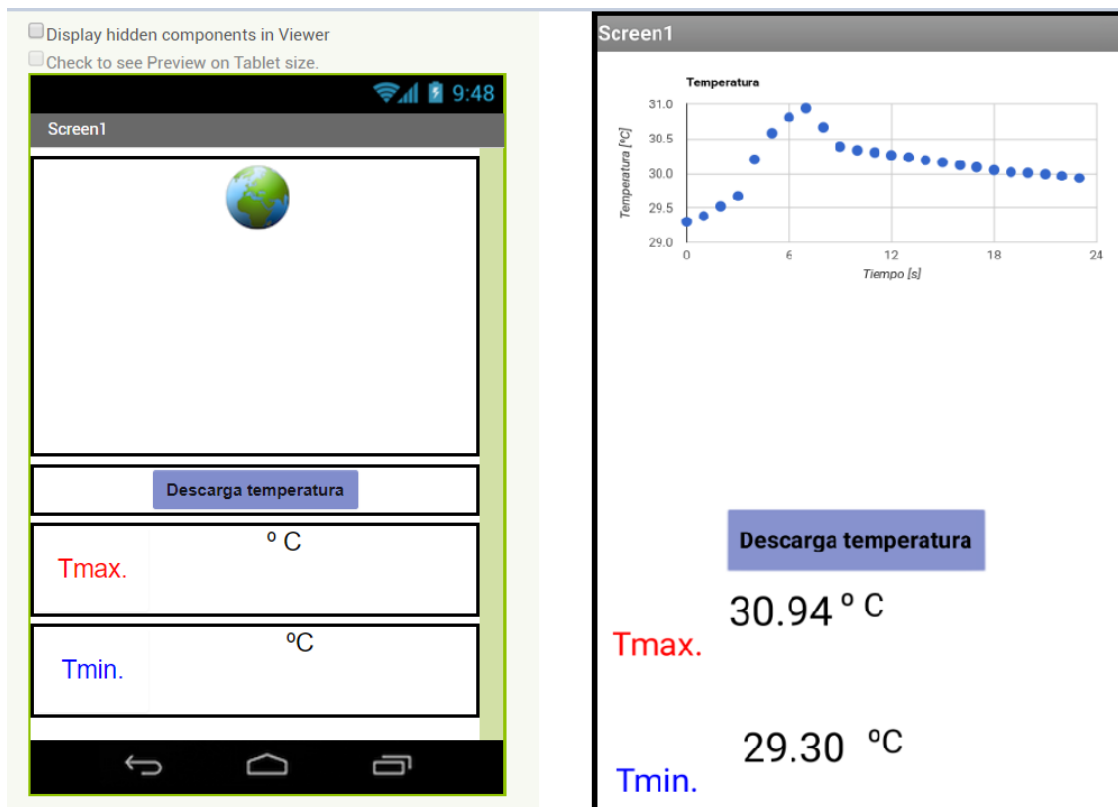 Display hidden components in Viewer
Check to see Preview on Tablet size.
9:48
Screen1
Descarga temperatura
º C
Tmax.
ºC
Tmin.
Screen1
Temperatura
31.0
30.5
30.0
29.5
29.0
Temperatura [ºC]
0 6 12 18 24
Tiempo [s]
Descarga temperatura
30.94 º C
Tmax.
29.30 ºC
Tmin.